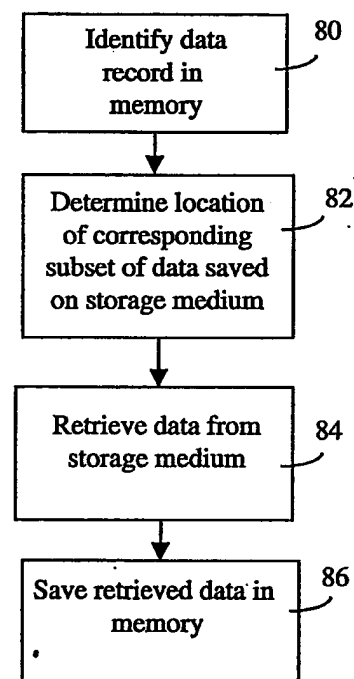 Identify data
record in
memory
80
Determine location
of corresponding
subset of data saved
on storage medium
82
Retrieve data from
storage medium
84
Save retrieved data in
memory
86